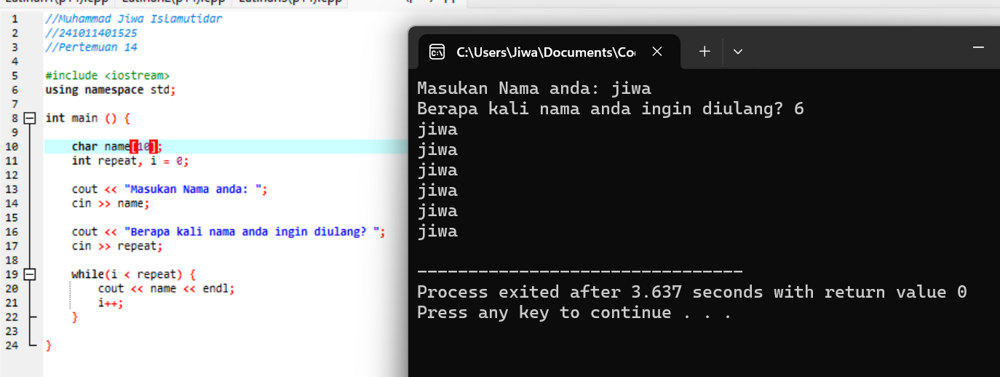 //Muhammad Jiwa Islamutidar
//241011401525
//Pertemuan 14
#include <iostream>
using namespace std;
int main () {
char name[10];
int repeat, i = 0;
cout << "Masukan Nama anda: ";
cin >> name;
cout << "Berapa kali nama anda ingin diulang? ";
cin >> repeat;
while(i < repeat) {
cout << name << endl;
i++;
}
}
C:\Users\Jiwa\Documents\Co
Masukan Nama anda: jiwa
Berapa kali nama anda ingin diulang? 6
jiwa
jiwa
jiwa
jiwa
jiwa
jiwa
--------------------------------
Process exited after 3.637 seconds with return value 0
Press any key to continue . . .